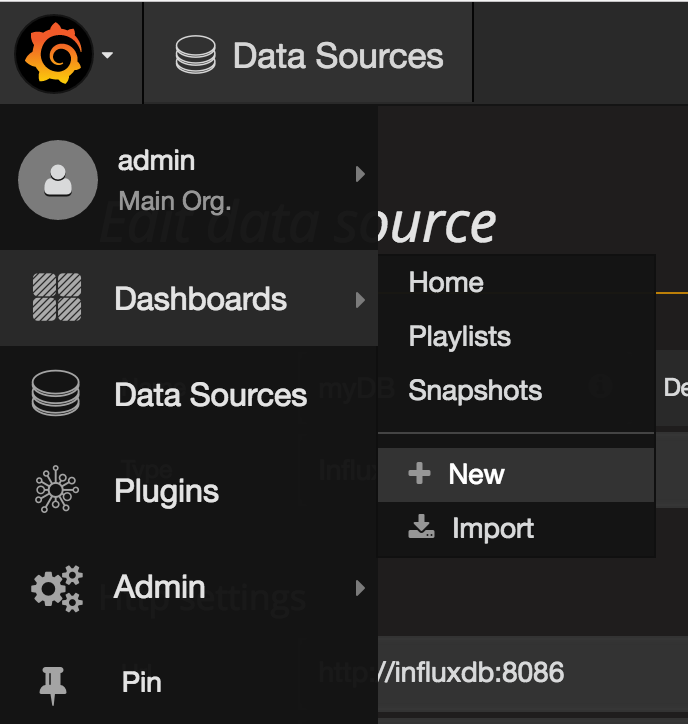 Data Sources
admin
Main Org.
Edit data source
Dashboards
Home
Playlists
Snapshots
New
Import
Data Sources
myDB
De
Type
Influx
Plugins
Admin
Http settings
Pin
http://influxdb:8086